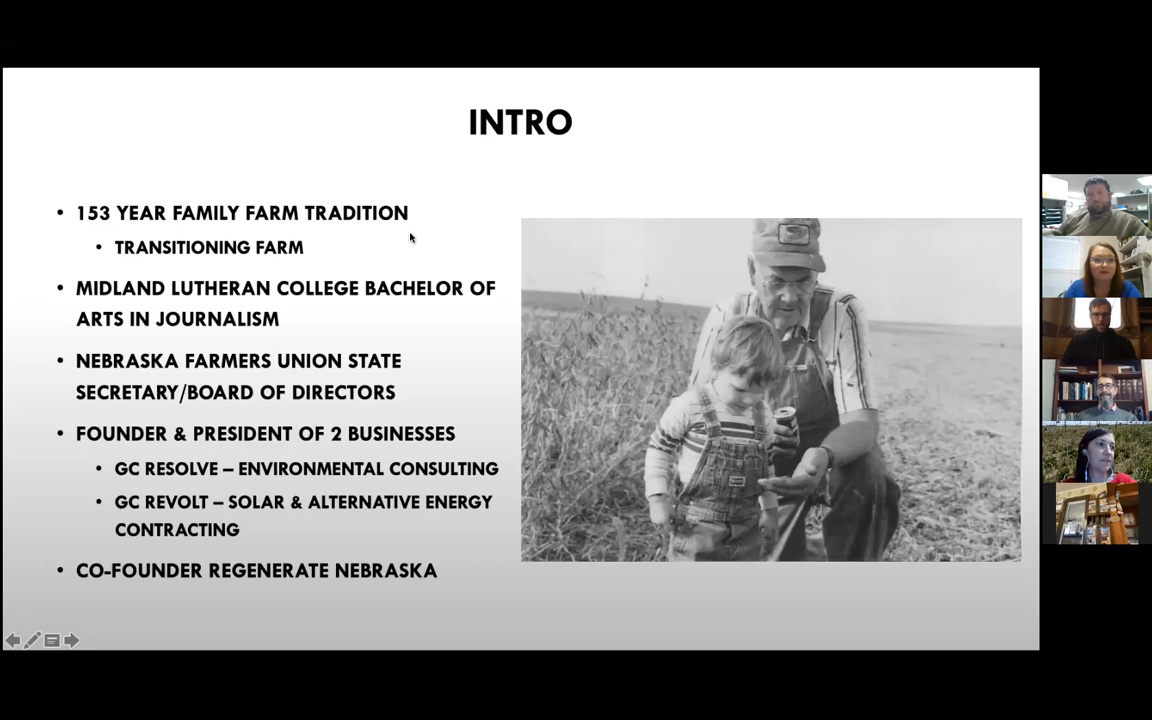 INTRO
• 153 YEAR FAMILY FARM TRADITION
• TRANSITIONING FARM
• MIDLAND LUTHERAN COLLEGE BACHELOR OF
ARTS IN JOURNALISM
• NEBRASKA FARMERS UNION STATE
SECRETARY/BOARD OF DIRECTORS
• FOUNDER & PRESIDENT OF 2 BUSINESSES
• GC RESOLVE – ENVIRONMENTAL CONSULTING
• GC REVOLT – SOLAR & ALTERNATIVE ENERGY
CONTRACTING
• CO-FOUNDER REGENERATE NEBRASKA